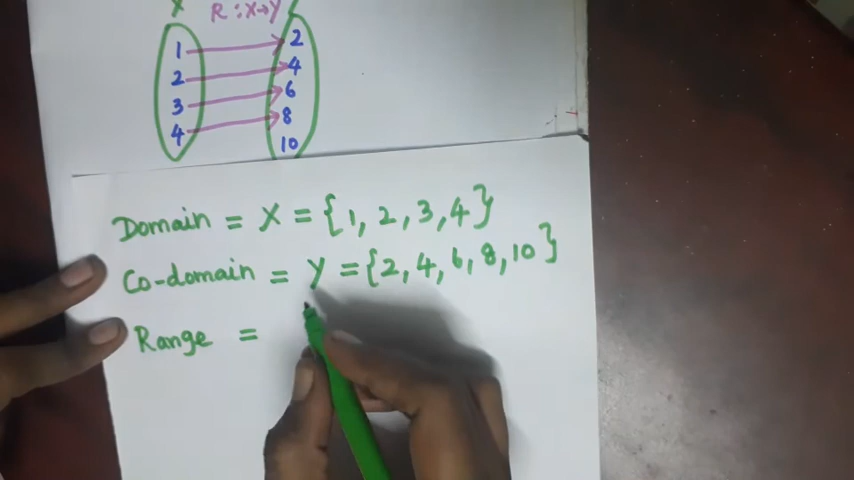 X R : X→Y
1 2
2 4
3 6
4 8
10
Domain = X = {1, 2, 3, 4}
Co-domain = Y = {2, 4, 6, 8, 10}
Range =